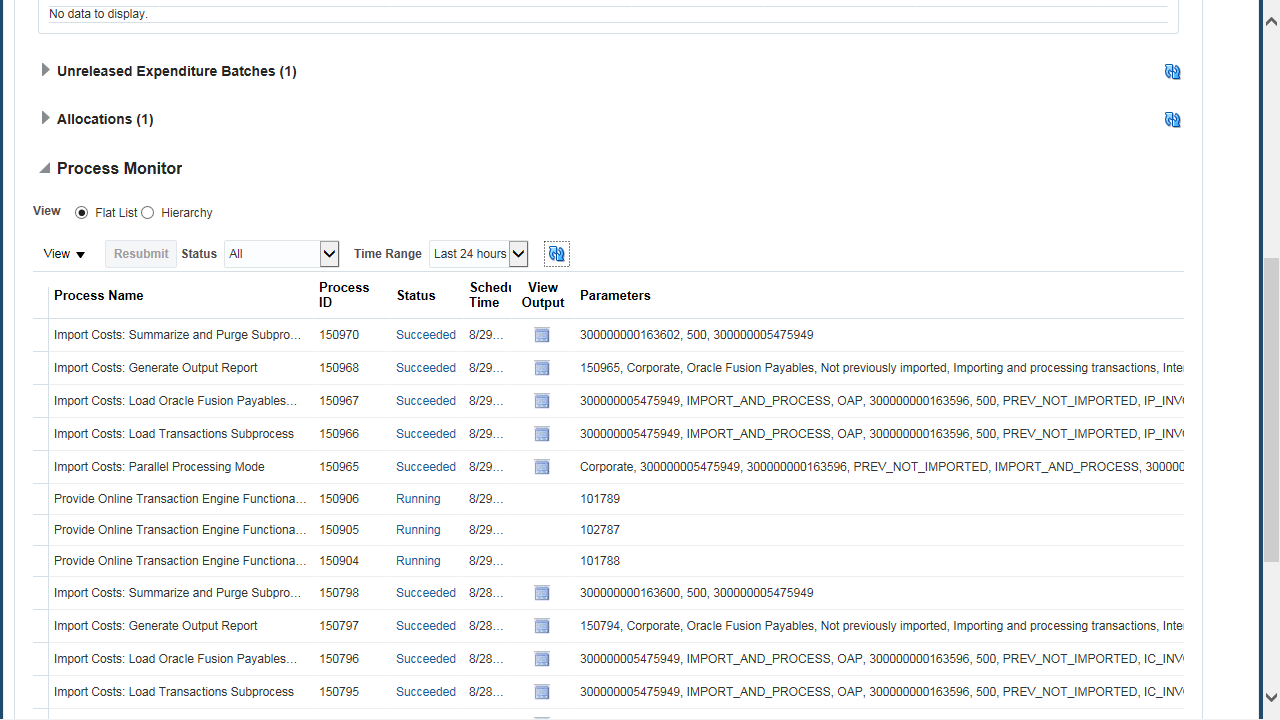 No data to display.
Unreleased Expenditure Batches (1)
Allocations (1)
Process Monitor
View Flat List Hierarchy
View Resubmit Status All Time Range Last 24 hours
Process Name Process ID Status Schedu Time View Output Parameters
Import Costs: Summarize and Purge Subpro... 150970 Succeeded 8/29... 300000000163602, 500, 300000005475949
Import Costs: Generate Output Report 150968 Succeeded 8/29... 150965, Corporate, Oracle Fusion Payables, Not previously imported, Importing and processing transactions, Inter
Import Costs: Load Oracle Fusion Payables... 150967 Succeeded 8/29... 300000005475949, IMPORT_AND_PROCESS, OAP, 300000000163596, 500, PREV_NOT_IMPORTED, IP_INVO
Import Costs: Load Transactions Subprocess 150966 Succeeded 8/29... 300000005475949, IMPORT_AND_PROCESS, OAP, 300000000163596, 500, PREV_NOT_IMPORTED, IP_INVO
Import Costs: Parallel Processing Mode 150965 Succeeded 8/29... Corporate, 300000005475949, 300000000163596, PREV_NOT_IMPORTED, IMPORT_AND_PROCESS, 300000
Provide Online Transaction Engine Functiona... 150906 Running 8/29... 101789
Provide Online Transaction Engine Functiona... 150905 Running 8/29... 102787
Provide Online Transaction Engine Functiona... 150904 Running 8/29... 101788
Import Costs: Summarize and Purge Subpro... 150798 Succeeded 8/28... 300000000163600, 500, 300000005475949
Import Costs: Generate Output Report 150797 Succeeded 8/28... 150794, Corporate, Oracle Fusion Payables, Not previously imported, Importing and processing transactions, Inter
Import Costs: Load Oracle Fusion Payables... 150796 Succeeded 8/28... 300000005475949, IMPORT_AND_PROCESS, OAP, 300000000163596, 500, PREV_NOT_IMPORTED, IC_INVO
Import Costs: Load Transactions Subprocess 150795 Succeeded 8/28... 300000005475949, IMPORT_AND_PROCESS, OAP, 300000000163596, 500, PREV_NOT_IMPORTED, IC_INVO